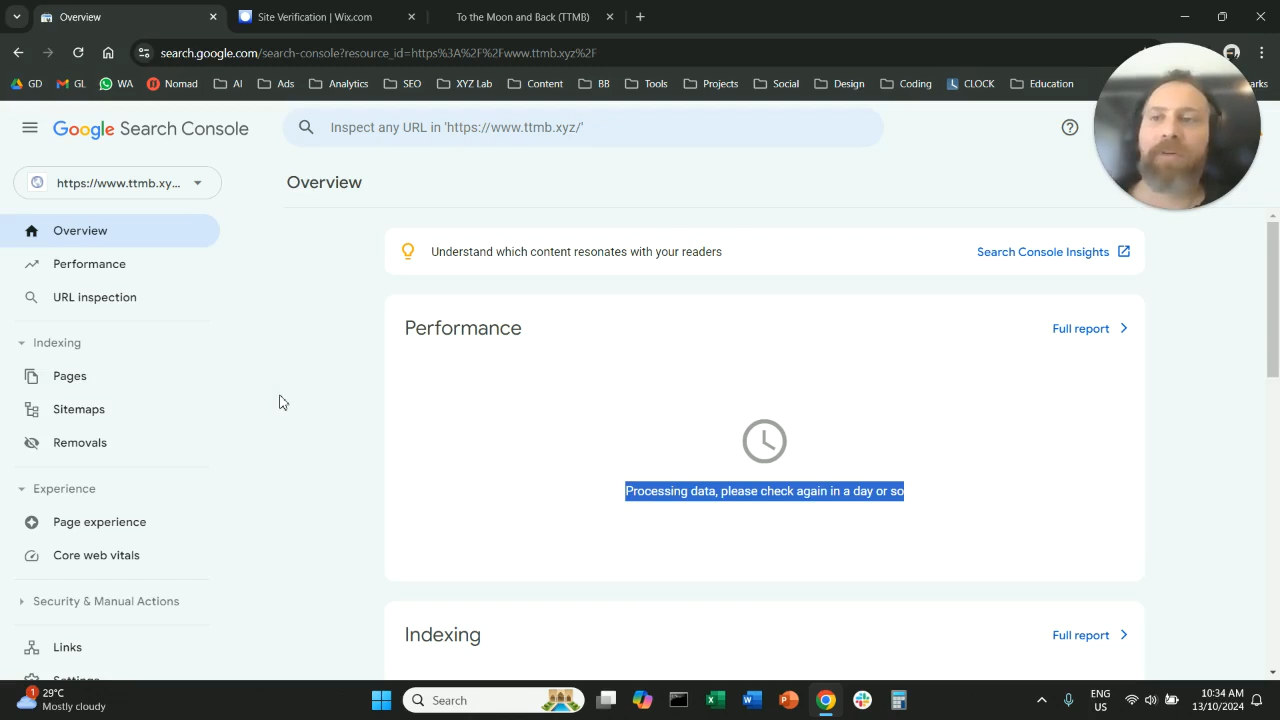 Overview
Site Verification | Wix.com
To the Moon and Back (TTMB)
search.google.com/search-console?resource_id=https%3A%2F%2Fwww.ttmb.xyz%2F
GD
GL
WA
Nomad
AI
Ads
Analytics
SEO
XYZ Lab
Content
BB
Tools
Projects
Social
Design
Coding
CLOCK
Education
arks
Google Search Console
Inspect any URL in 'https://www.ttmb.xyz/'
https://www.ttmb.xy...
Overview
Overview
Performance
URL inspection
Indexing
Pages
Sitemaps
Removals
Experience
Page experience
Core web vitals
Security & Manual Actions
Links
Settings
Understand which content resonates with your readers
Search Console Insights
Performance
Full report
Processing data, please check again in a day or so
Indexing
Full report
1
29°C
Mostly cloudy
Search
ENG
US
10:34 AM
13/10/2024